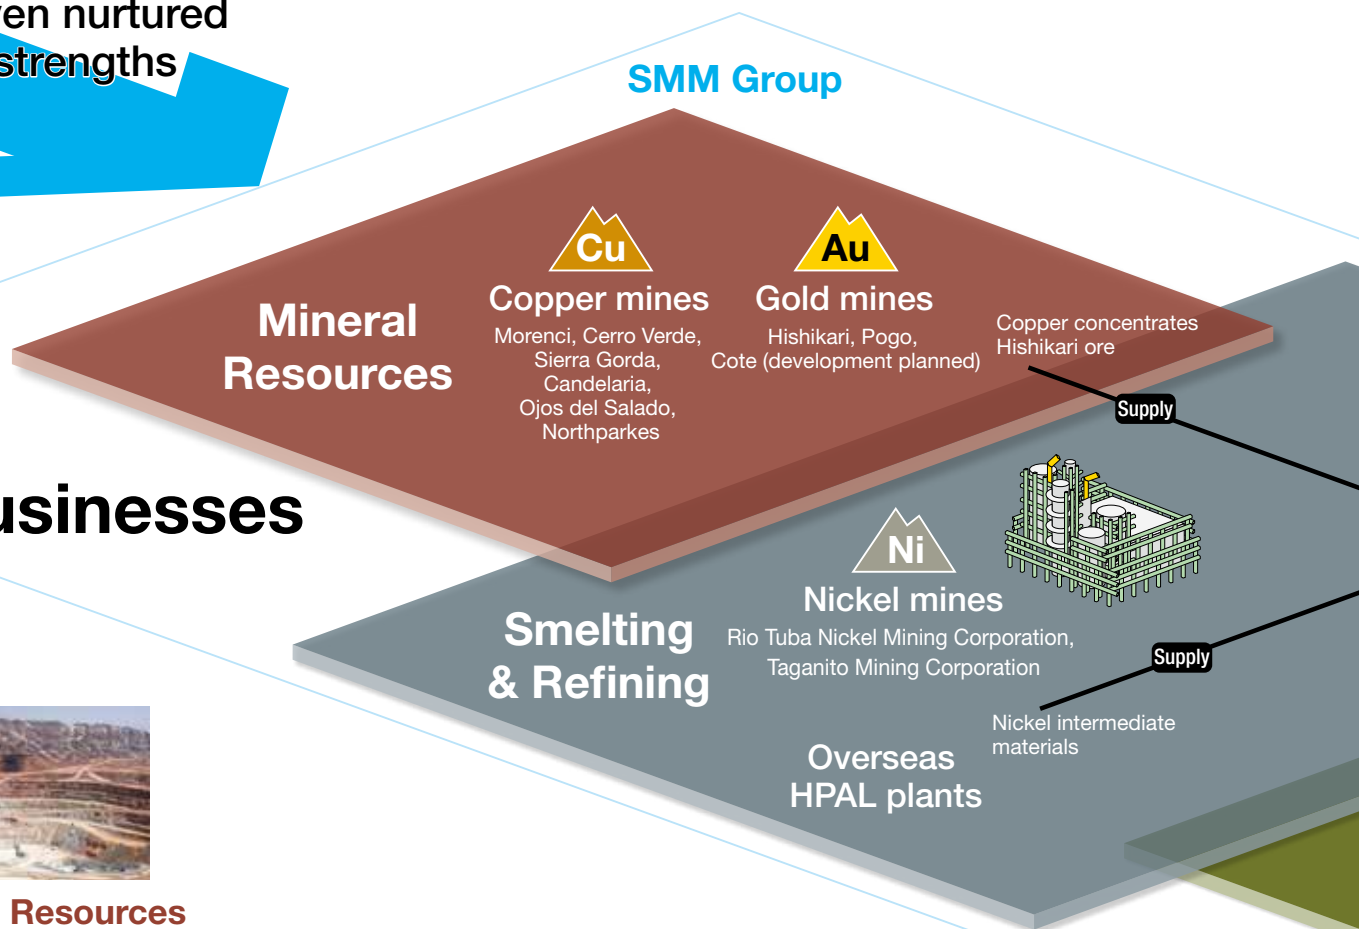 ven nurtured
strengths
SMM Group
Cu
Au
Copper mines
Gold mines
Mineral
Resources
Morenci, Cerro Verde,
Sierra Gorda,
Candelaria,
Ojos del Salado,
Northparkes
Hishikari, Pogo,
Cote (development planned)
Copper concentrates
Hishikari ore
Supply
usinesses
Ni
Nickel mines
Rio Tuba Nickel Mining Corporation,
Taganito Mining Corporation
Smelting
& Refining
Supply
Nickel intermediate
materials
Overseas
HPAL plants
Resources